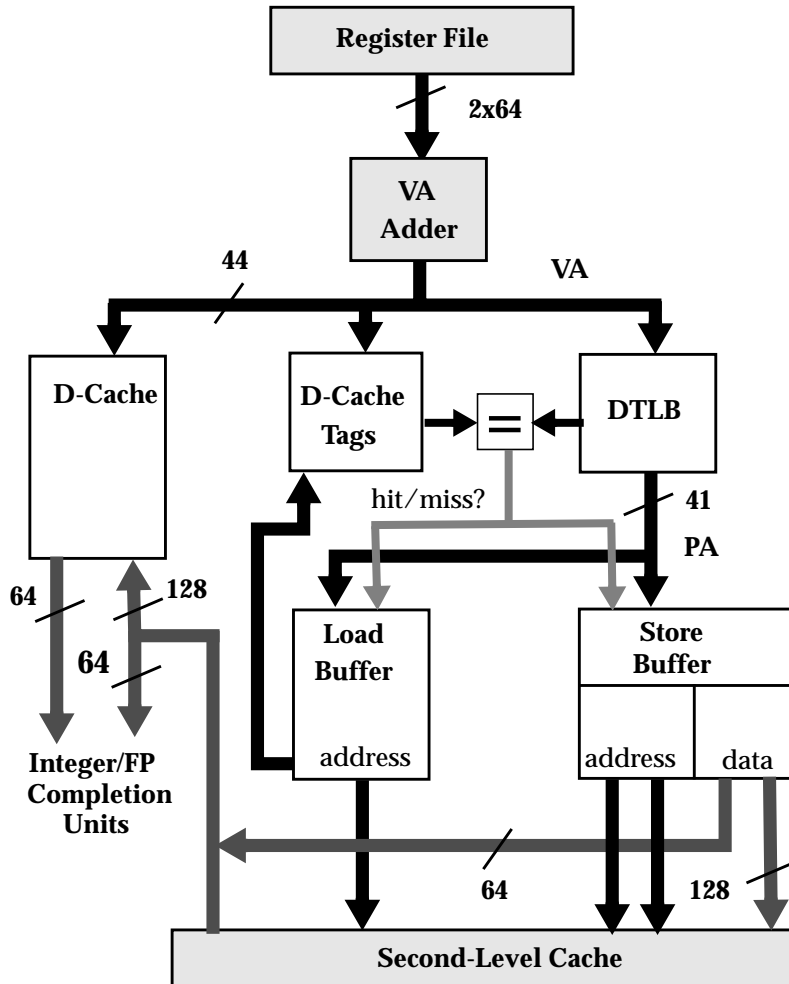 Register File
2x64
VA
Adder
44
VA
D-Cache
D-Cache
Tags
=
DTLB
hit/miss?
41
PA
64
128
64
Load
Buffer
Store
Buffer
address
address
data
Integer/FP
Completion
Units
64
128
Second-Level Cache